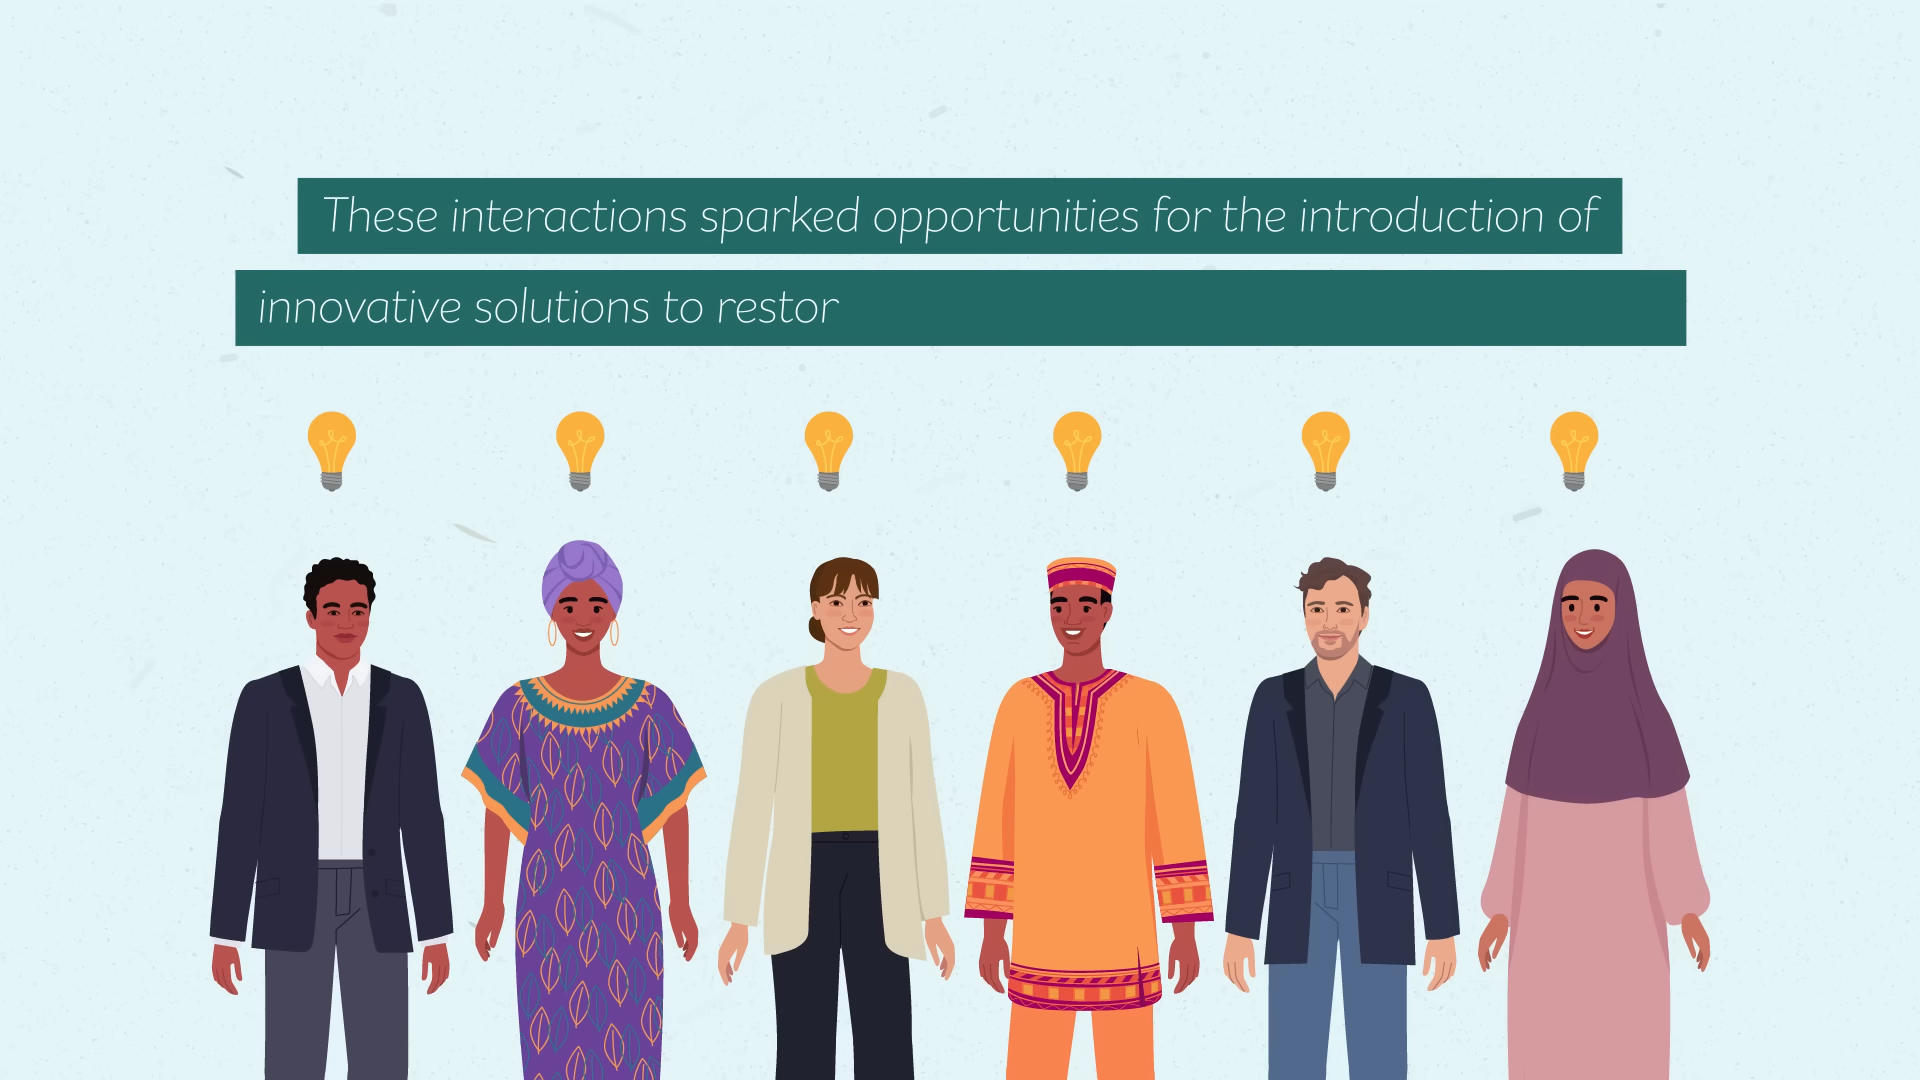 These interactions sparked opportunities for the introduction of
innovative solutions to restor